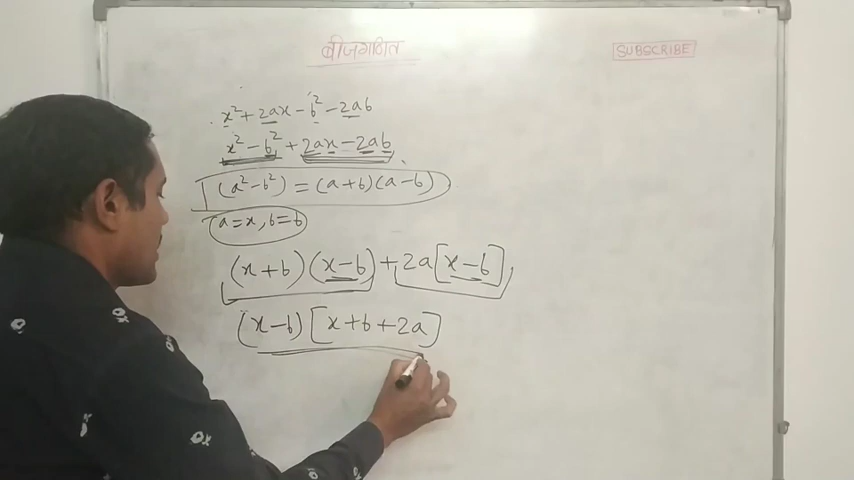 बीजगणित
SUBSCRIBE
x² + 2ax - b² - 2ab
x² - b² + 2ax - 2ab
(a² - b²) = (a + b)(a - b)
a = x, b = b
(x + b)(x - b) + 2a[x - b]
(x - b)[x + b + 2a]